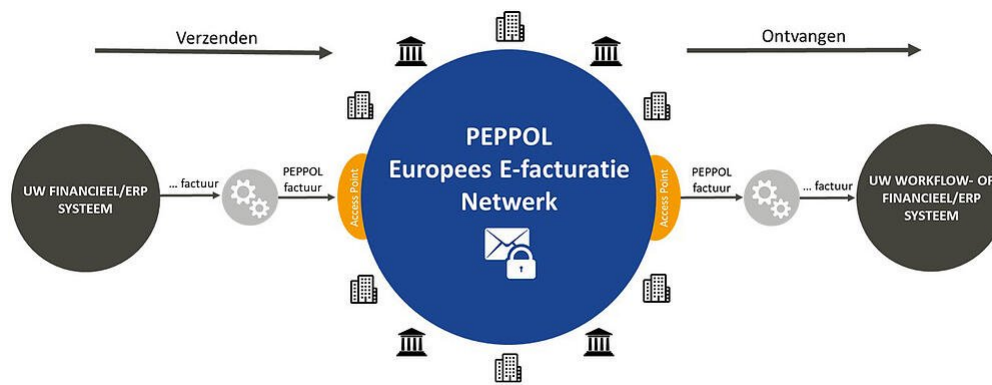 Verzenden
Ontvangen
UW FINANCIEEL/ERP
SYSTEEM
... factuur
PEPPOL
factuur
Access Point
PEPPOL
Europees E-facturatie
Netwerk
Access Point
PEPPOL
factuur
... factuur
UW WORKFLOW- OF
FINANCIEEL/ERP
SYSTEEM